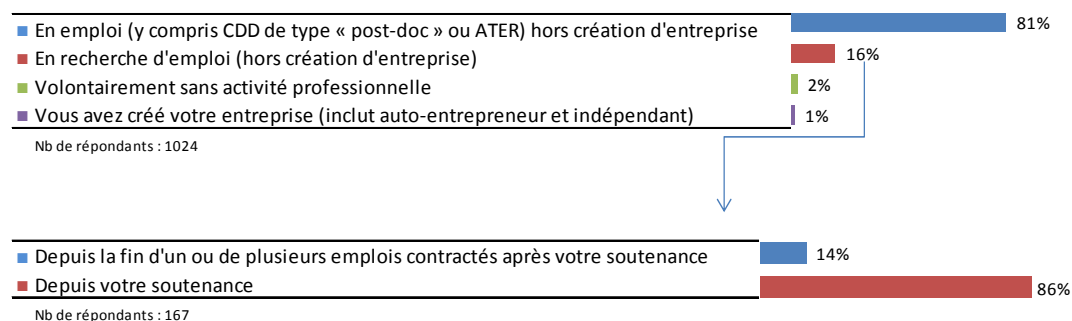 En emploi (y compris CDD de type « post-doc » ou ATER) hors création d'entreprise 81%
En recherche d'emploi (hors création d'entreprise) 16%
Volontairement sans activité professionnelle 2%
Vous avez créé votre entreprise (inclut auto-entrepreneur et indépendant) 1%
Nb de répondants : 1024
Depuis la fin d'un ou de plusieurs emplois contractés après votre soutenance 14%
Depuis votre soutenance 86%
Nb de répondants : 167